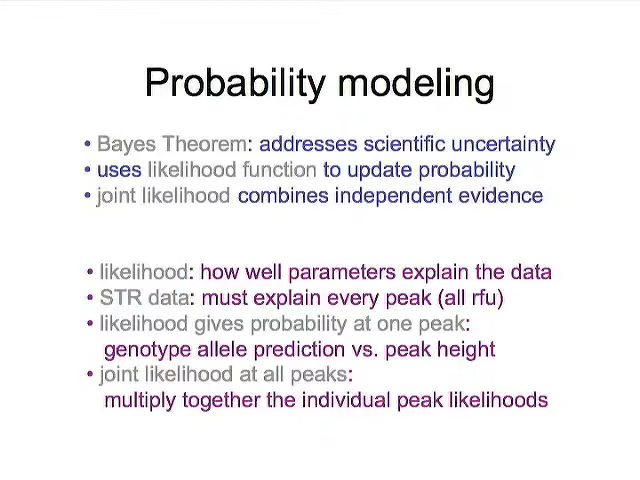 Probability modeling
• Bayes Theorem: addresses scientific uncertainty
• uses likelihood function to update probability
• joint likelihood combines independent evidence
• likelihood: how well parameters explain the data
• STR data: must explain every peak (all rfu)
• likelihood gives probability at one peak:
genotype allele prediction vs. peak height
• joint likelihood at all peaks:
multiply together the individual peak likelihoods